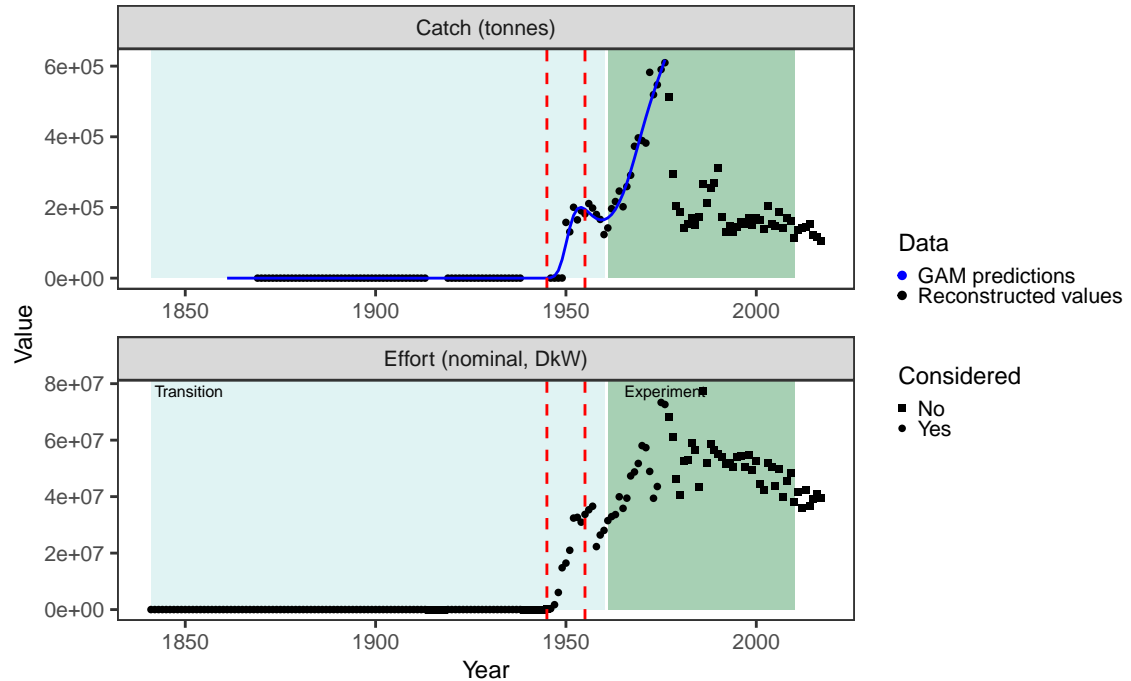 Catch (tonnes)
6e+05
4e+05
2e+05
0e+00
1850 1900 1950 2000
Value
Effort (nominal, DkW)
8e+07
6e+07
4e+07
2e+07
0e+00
Transition Experiment
1850 1900 1950 2000
Year
Data
GAM predictions
Reconstructed values
Considered
No
Yes